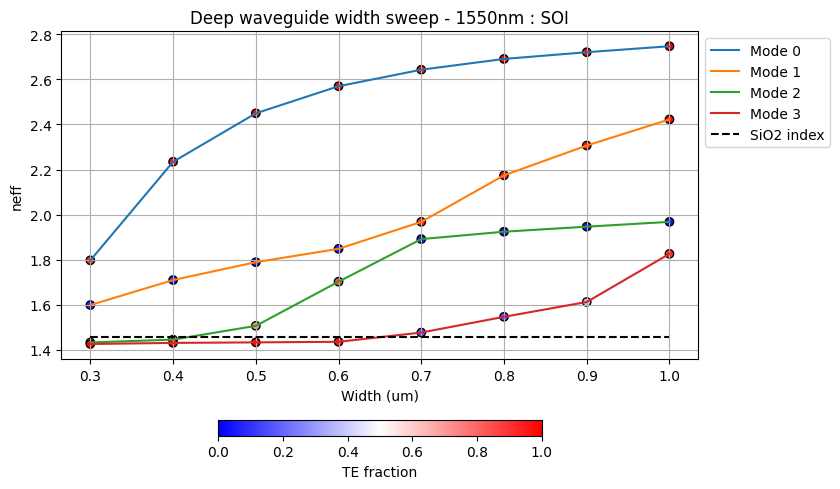 Deep waveguide width sweep - 1550nm : SOI
2.8
2.6
2.4
2.2
2.0
1.8
1.6
1.4
neff
0.3 0.4 0.5 0.6 0.7 0.8 0.9 1.0
Width (um)
Mode 0
Mode 1
Mode 2
Mode 3
SiO2 index
0.0 0.2 0.4 0.6 0.8 1.0
TE fraction